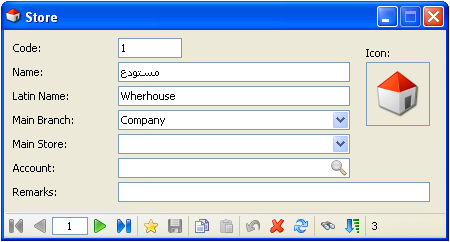 Store
Code: 1
Icon:
Name: مستودع
Latin Name: Wherhouse
Main Branch: Company
Main Store:
Account:
Remarks:
1 3